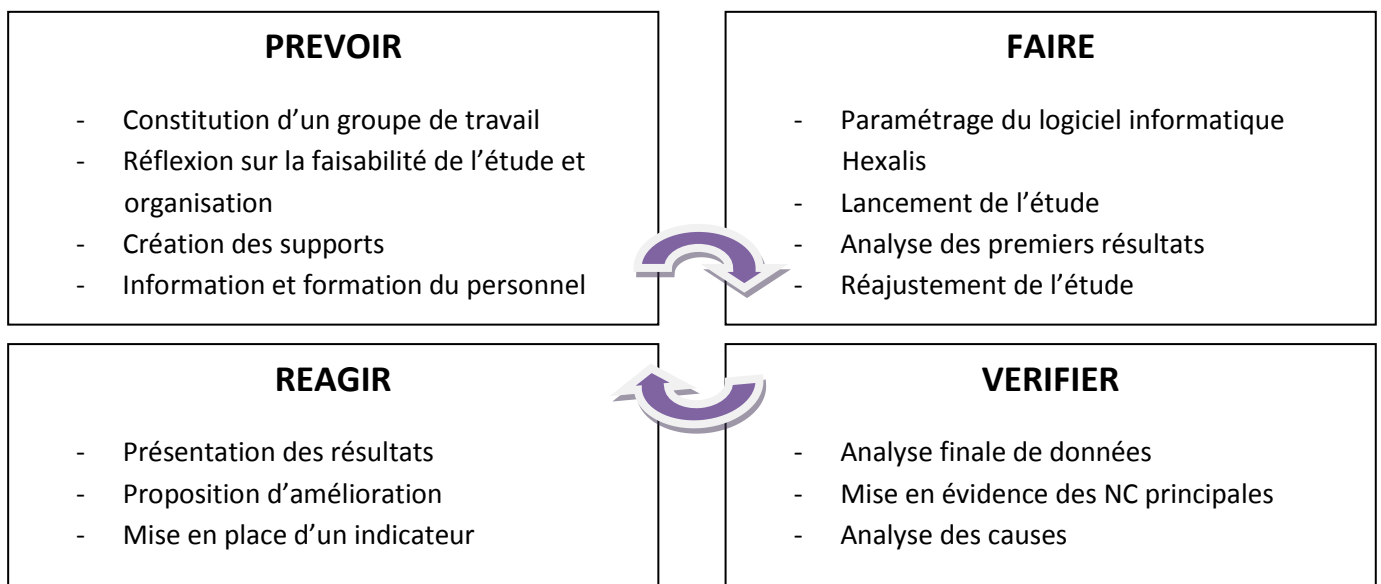 PREVOIR
- Constitution d’un groupe de travail
- Réflexion sur la faisabilité de l’étude et
organisation
- Création des supports
- Information et formation du personnel
FAIRE
- Paramétrage du logiciel informatique
Hexalis
- Lancement de l’étude
- Analyse des premiers résultats
- Réajustement de l’étude
REAGIR
- Présentation des résultats
- Proposition d’amélioration
- Mise en place d’un indicateur
VERIFIER
- Analyse finale de données
- Mise en évidence des NC principales
- Analyse des causes